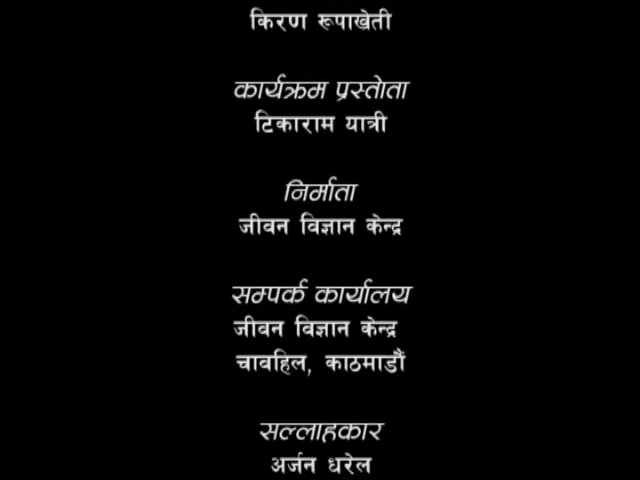 किरण रूपाखेती
कार्यक्रम प्रस्तोता
टिकाराम यात्री
निर्माता
जीवन विज्ञान केन्द्र
सम्पर्क कार्यालय
जीवन विज्ञान केन्द्र
चावहिल, काठमाडौं
सल्लाहकार
अर्जन धरेल